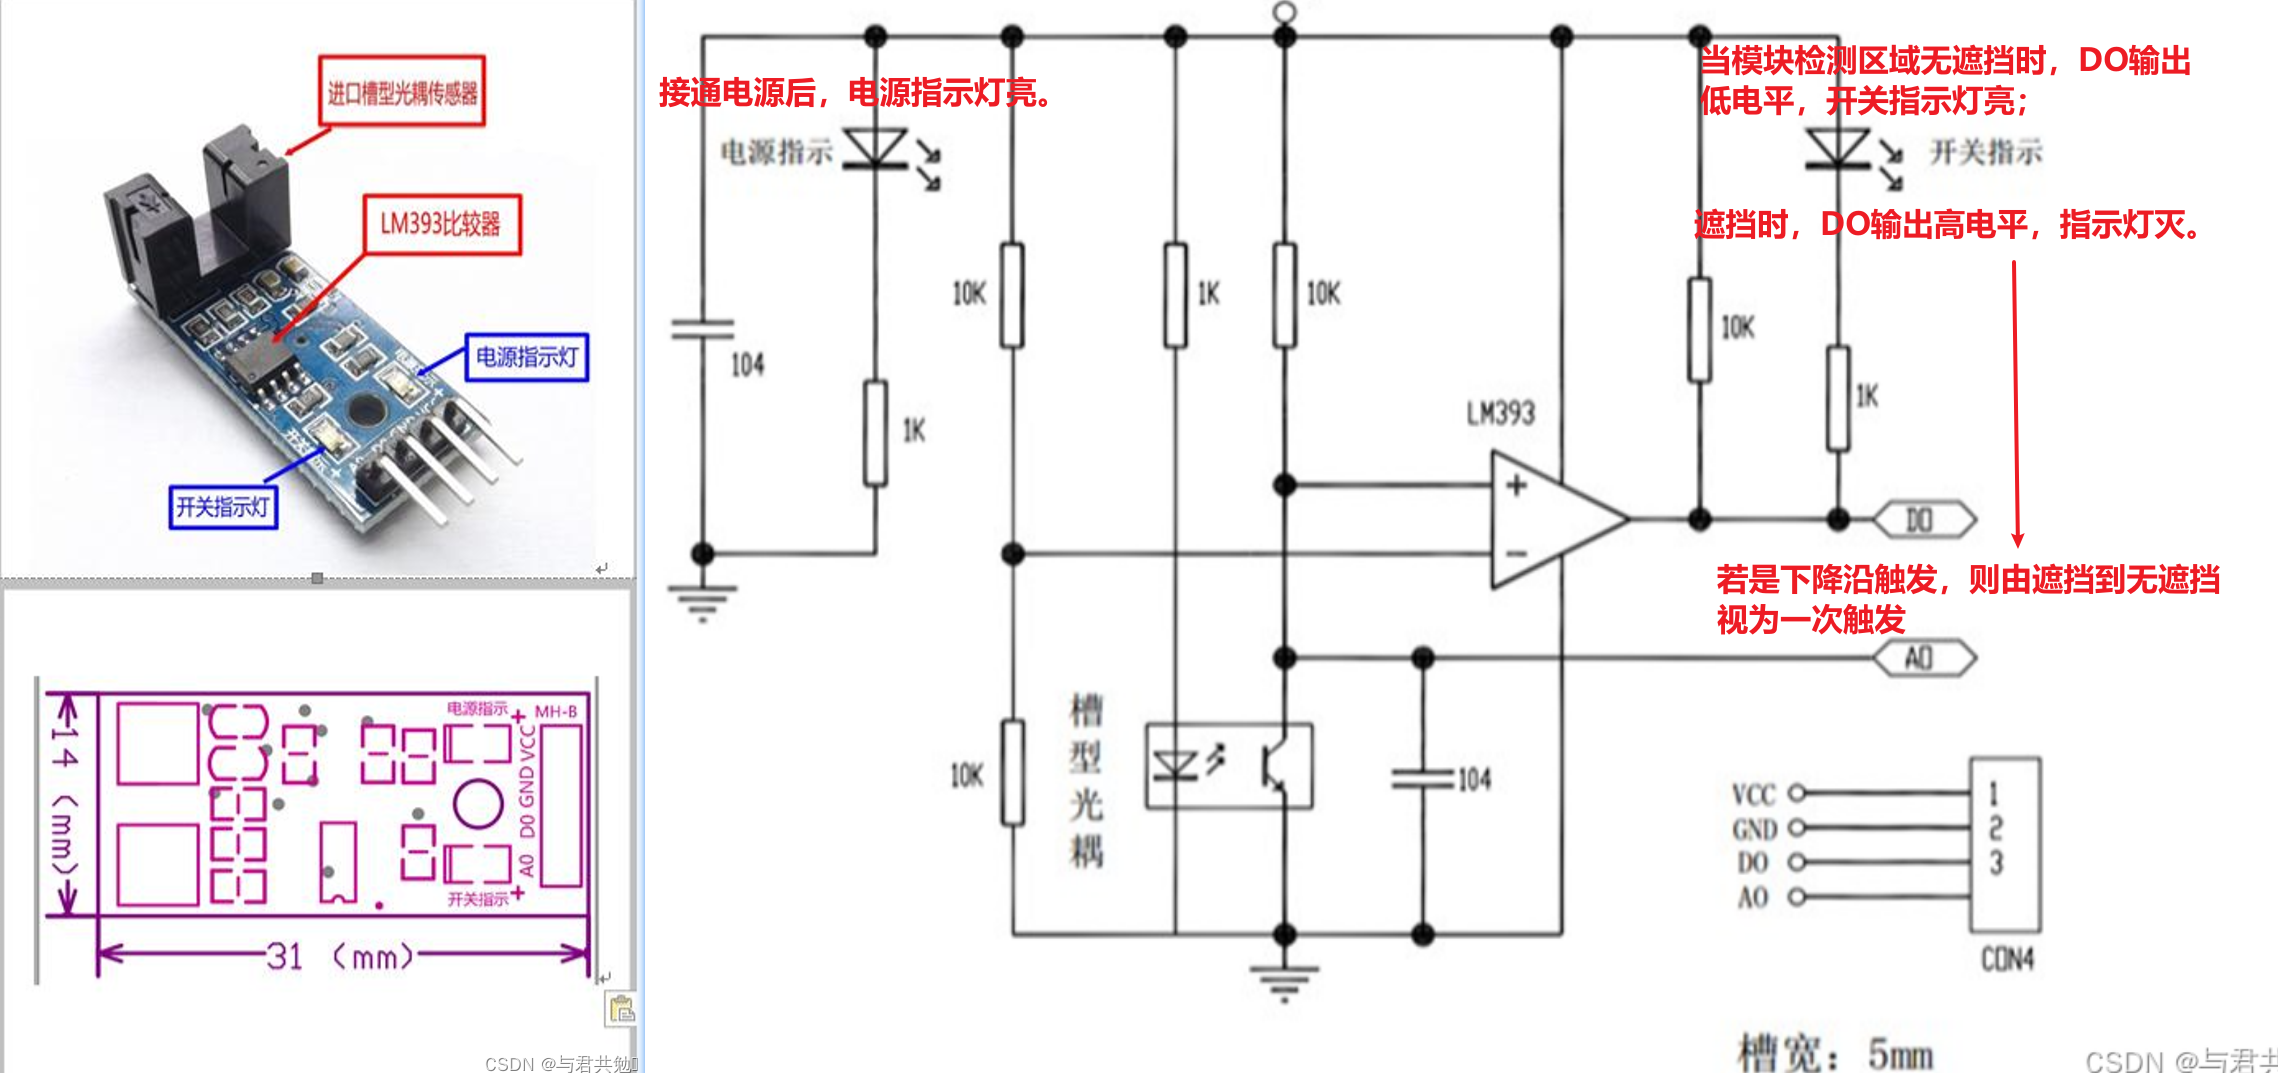 进口槽型光耦传感器
LM393比较器
电源指示灯
开关指示灯
14 (mm)
31 (mm)
电源指示
MH-B
VCC
GND
D0
A0
开关指示
CSDN @与君共勉
接通电源后，电源指示灯亮。
当模块检测区域无遮挡时，DO输出
低电平，开关指示灯亮；
电源指示
开关指示
遮挡时，DO输出高电平，指示灯灭。
10K
1K
10K
10K
104
1K
1K
LM393
+
−
DO
若是下降沿触发，则由遮挡到无遮挡
视为一次触发
AO
槽型光耦
10K
104
VCC
1
GND
2
DO
3
AO
CON4
槽宽：5mm
CSDN @与君共